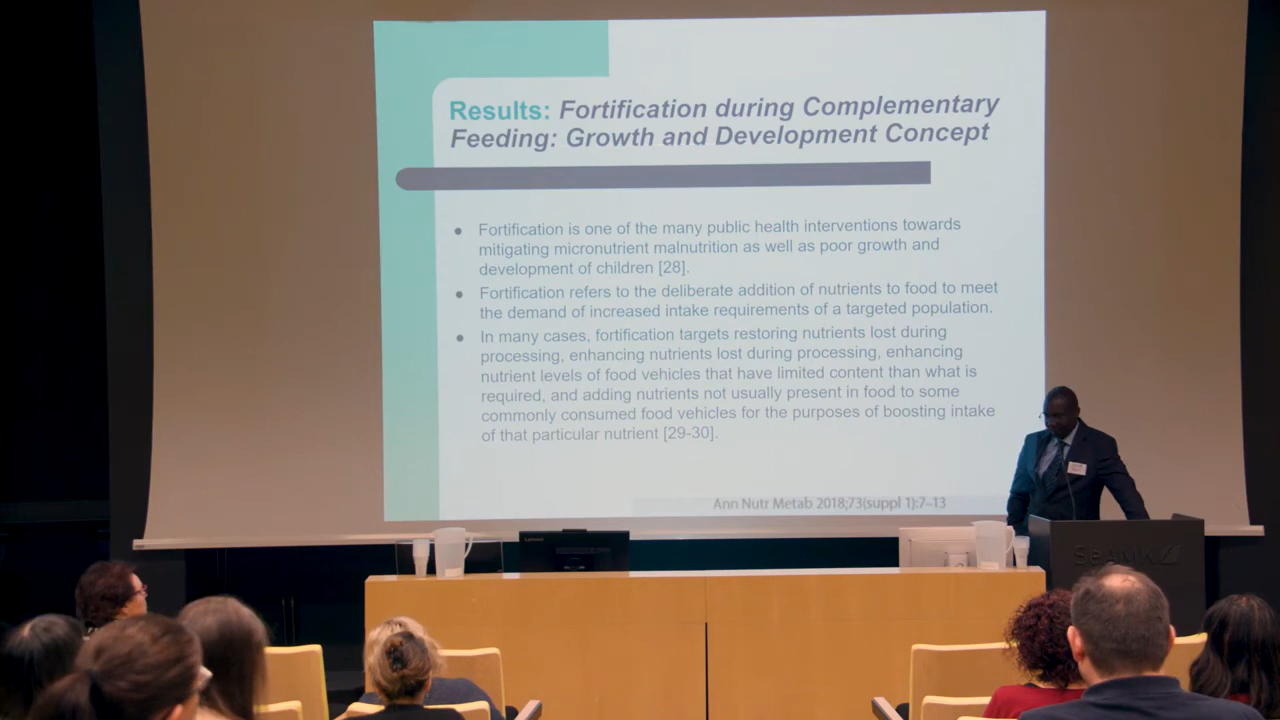 Results: Fortification during Complementary
Feeding: Growth and Development Concept
● Fortification is one of the many public health interventions towards
mitigating micronutrient malnutrition as well as poor growth and
development of children [28].
● Fortification refers to the deliberate addition of nutrients to food to meet
the demand of increased intake requirements of a targeted population.
● In many cases, fortification targets restoring nutrients lost during
processing, enhancing nutrients lost during processing, enhancing
nutrient levels of food vehicles that have limited content than what is
required, and adding nutrients not usually present in food to some
commonly consumed food vehicles for the purposes of boosting intake
of that particular nutrient [29-30].
Ann Nutr Metab 2018;73(suppl 1):7–13
Lenovo